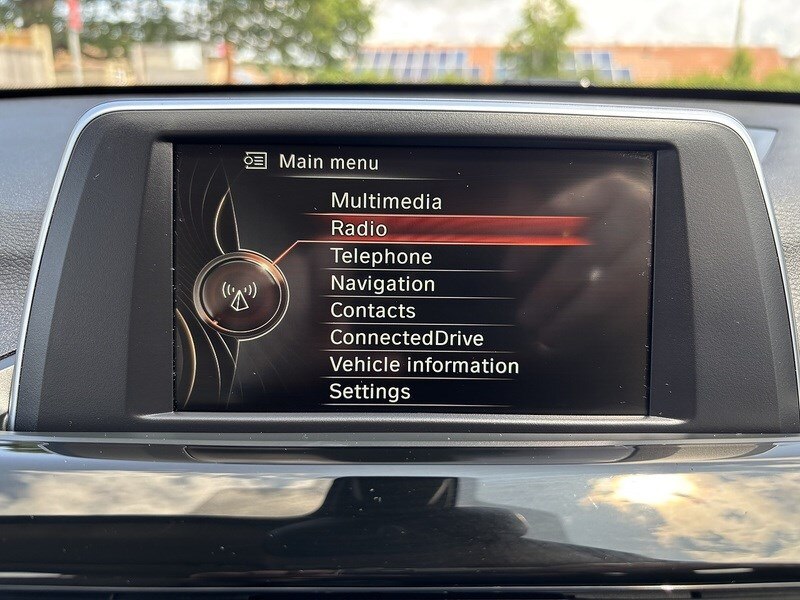 Main menu
Multimedia
Radio
Telephone
Navigation
Contacts
ConnectedDrive
Vehicle information
Settings